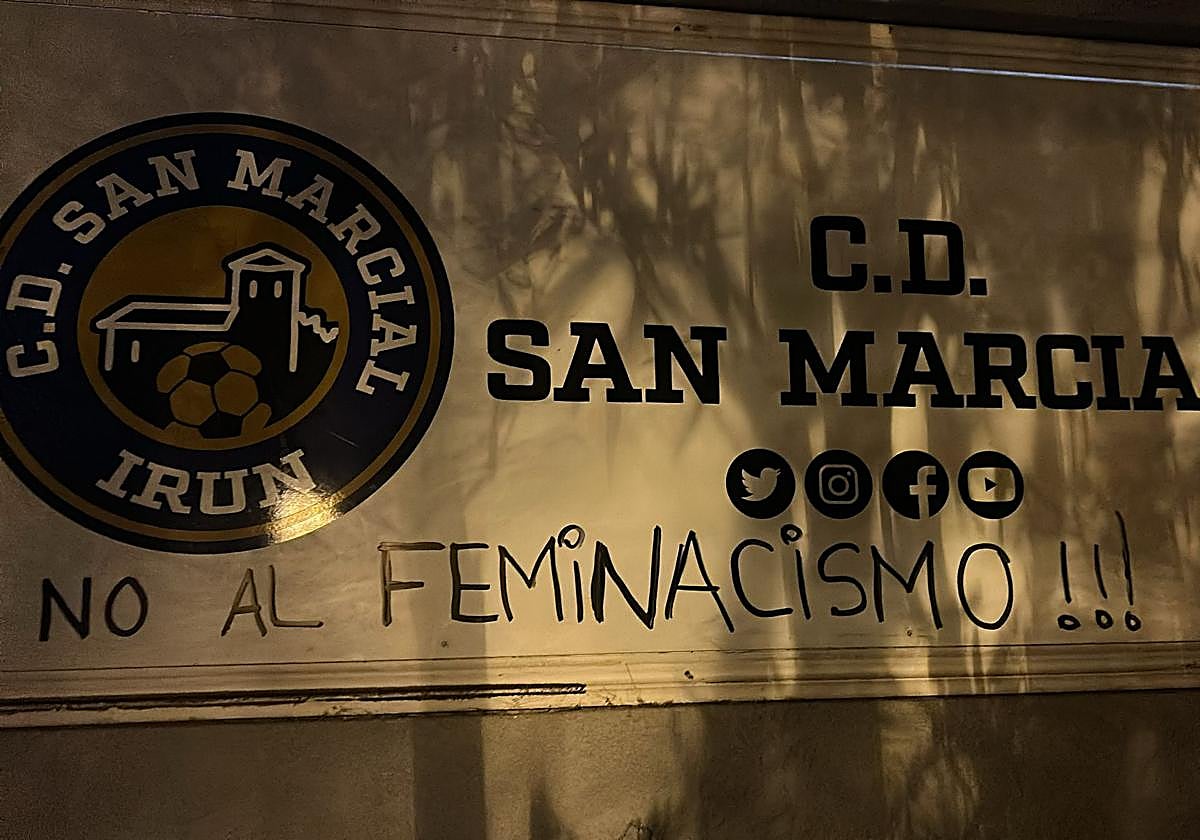 C.D. SAN MARCIAL
IRUN
C.D.
SAN MARCIA
NO AL FEMiNACiSMO !!!